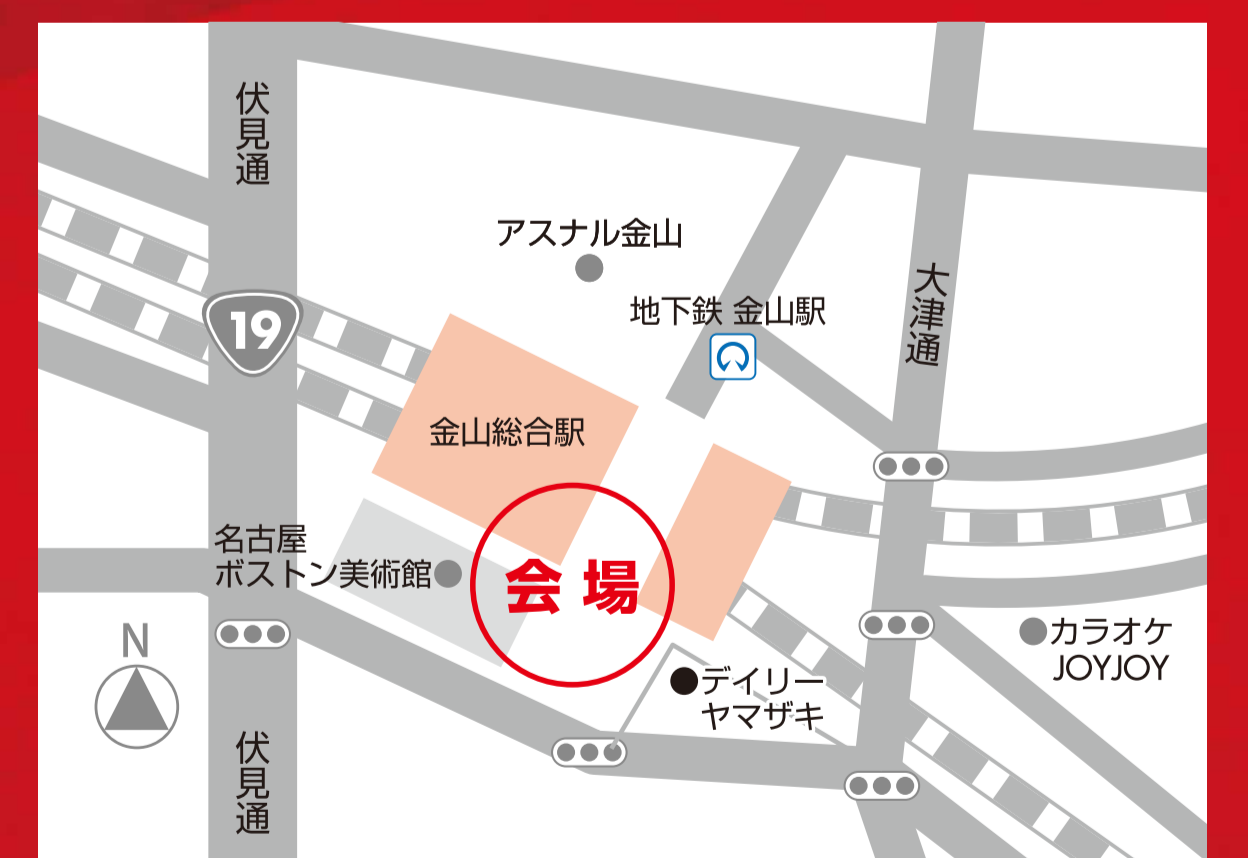 伏見通
アスナル金山
大津通
地下鉄 金山駅
19
金山総合駅
名古屋
ボストン美術館
会場
N
カラオケ
JOYJOY
デイリー
ヤマザキ
伏見通